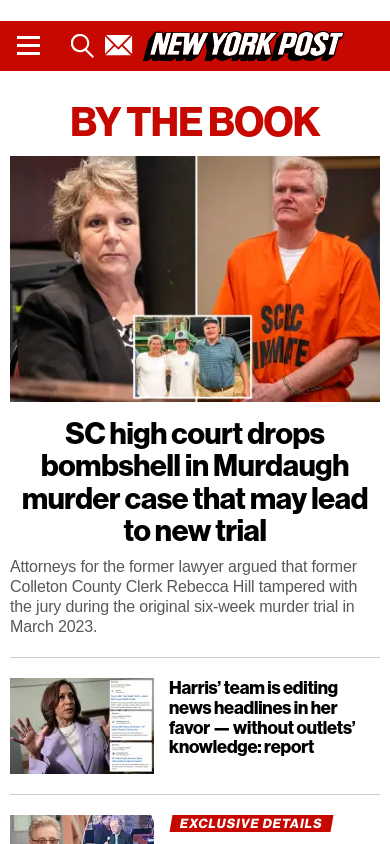 NEW YORK POST
BY THE BOOK
SCDC
INMATE
SC high court drops
bombshell in Murdaugh
murder case that may lead
to new trial
Attorneys for the former lawyer argued that former
Colleton County Clerk Rebecca Hill tampered with
the jury during the original six-week murder trial in
March 2023.
Harris’ team is editing
news headlines in her
favor — without outlets’
knowledge: report
EXCLUSIVE DETAILS